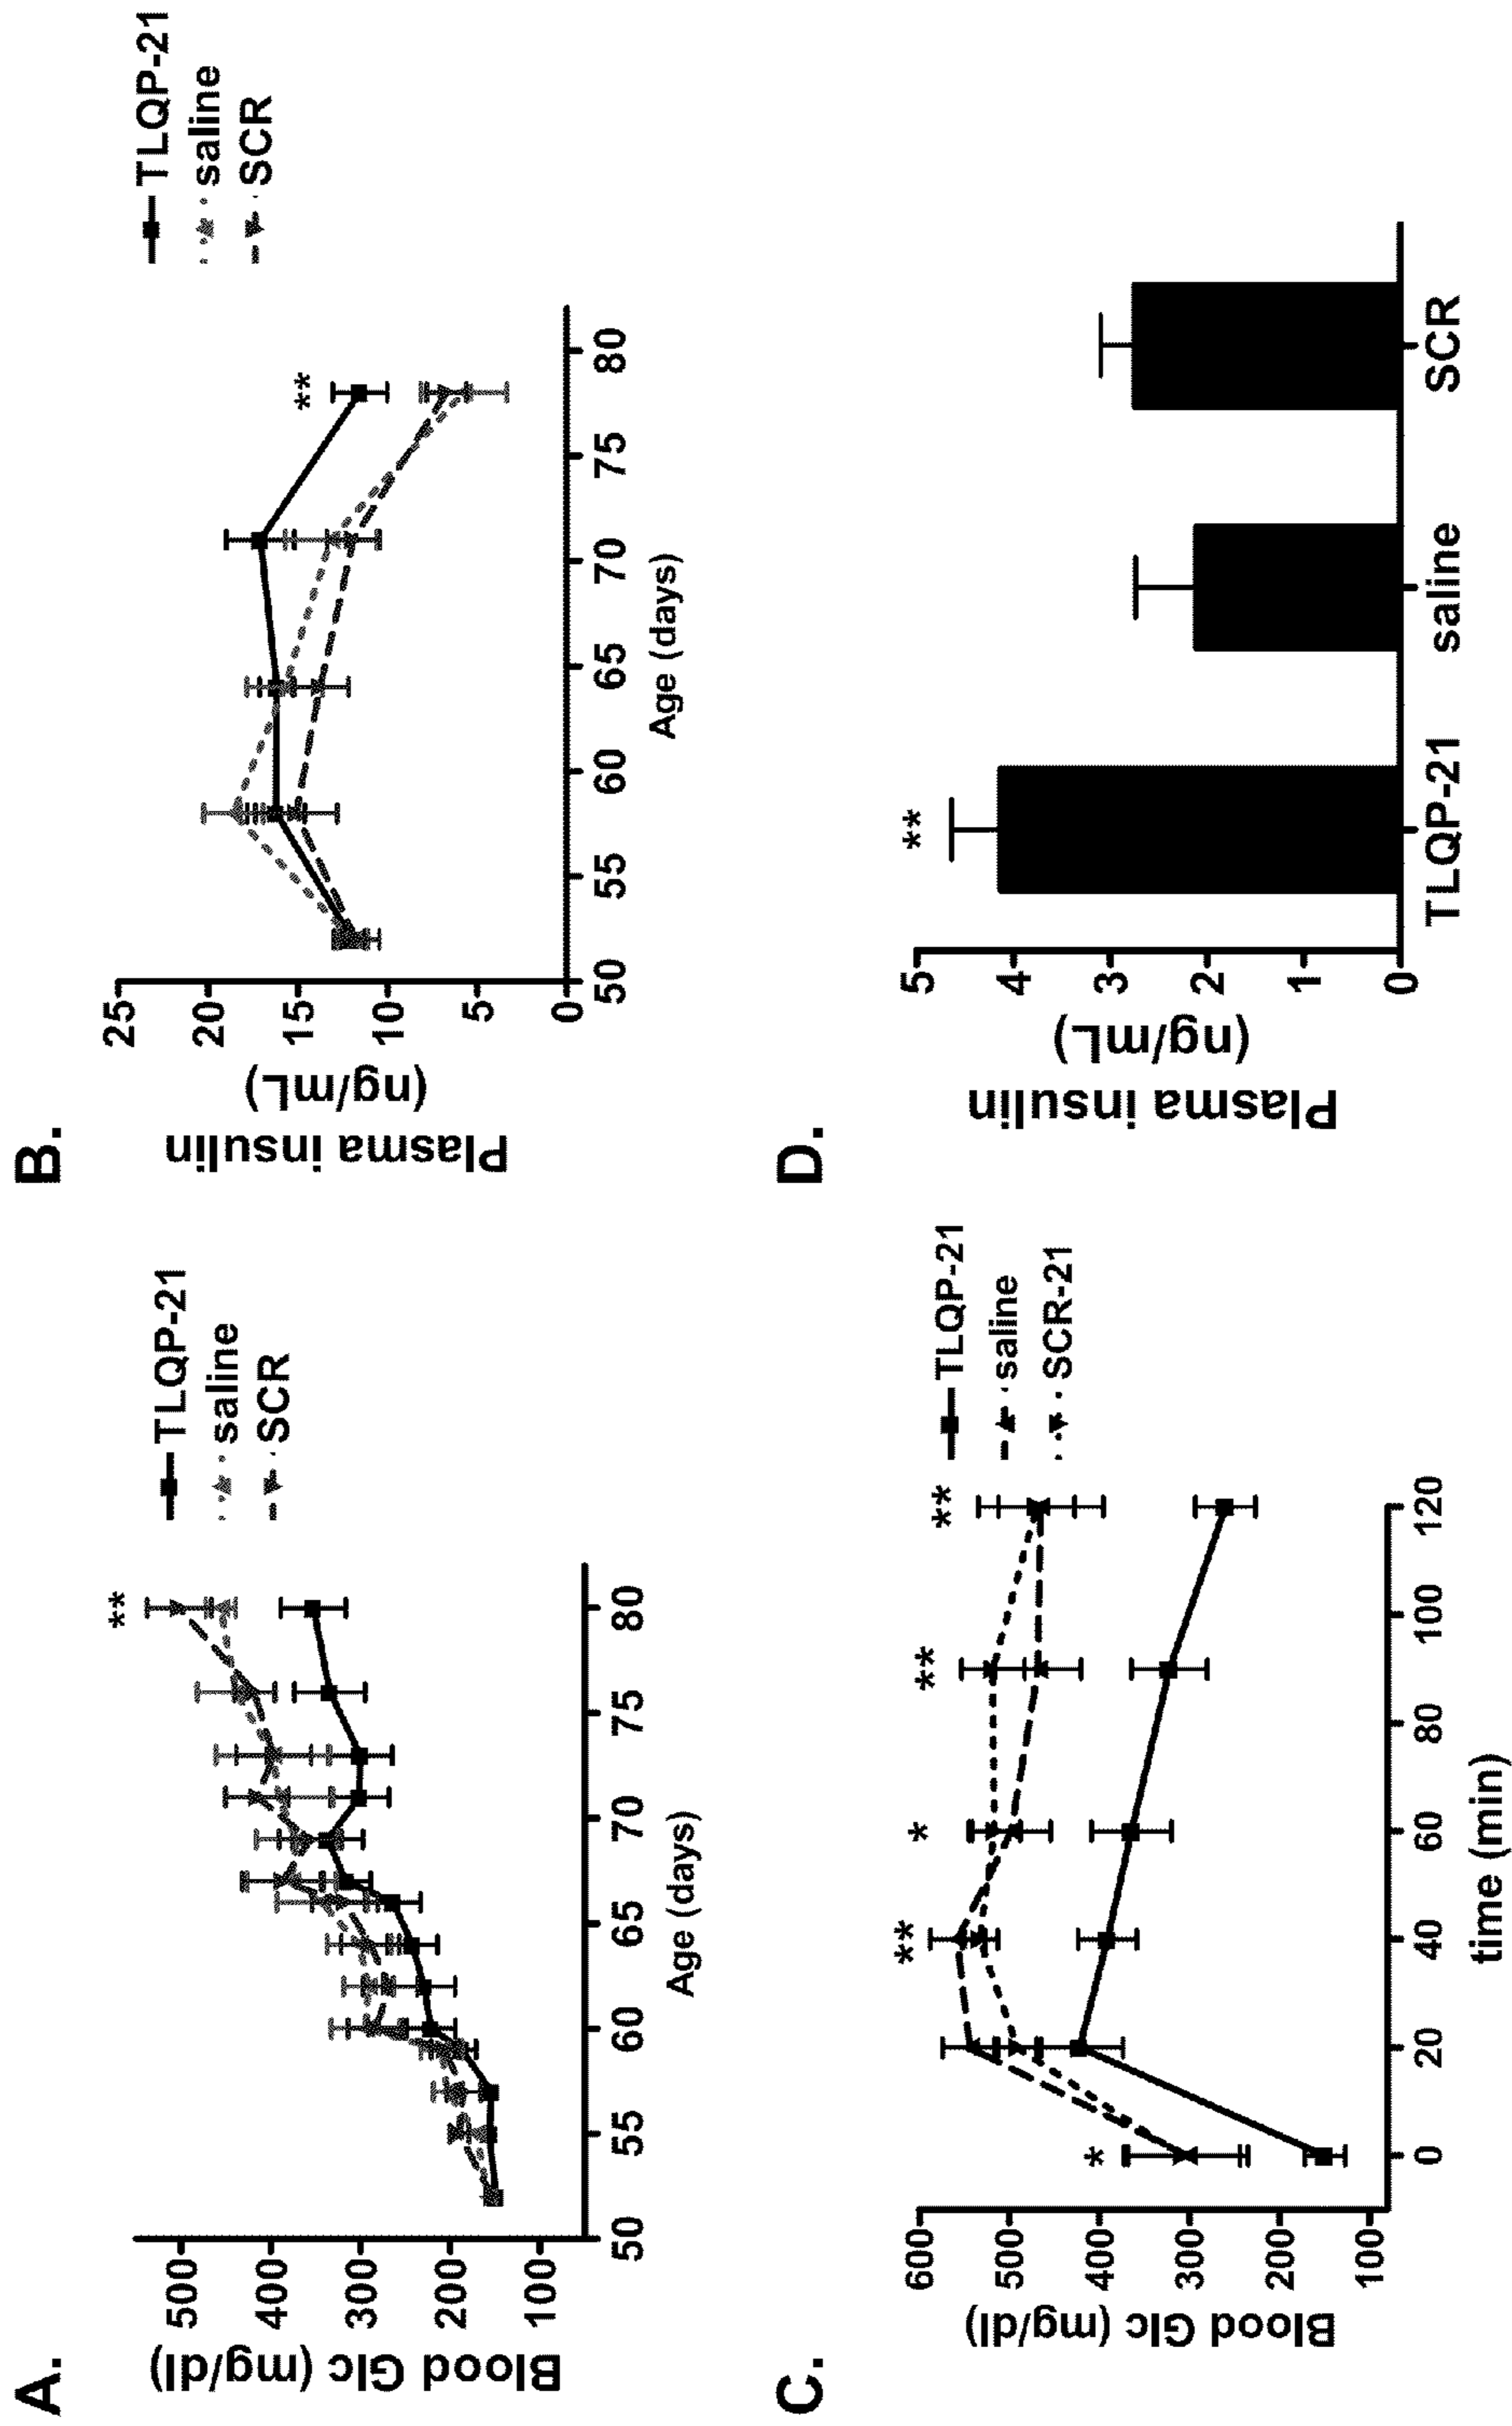 A.
Blood Glc (mg/dl)
500
400
300
200
100
50
55
60
65
70
75
80
Age (days)
**
TLQP-21
saline
SCR
B.
Plasma insulin
(ng/mL)
25
20
15
10
5
0
50
55
60
65
70
75
80
Age (days)
**
TLQP-21
saline
SCR
C.
Blood Glc (mg/dl)
600
500
400
300
200
100
0
20
40
60
80
100
120
time (min)
*
**
*
**
**
TLQP-21
saline
SCR-21
D.
Plasma insulin
(ng/mL)
5
4
3
2
1
0
**
TLQP-21
saline
SCR